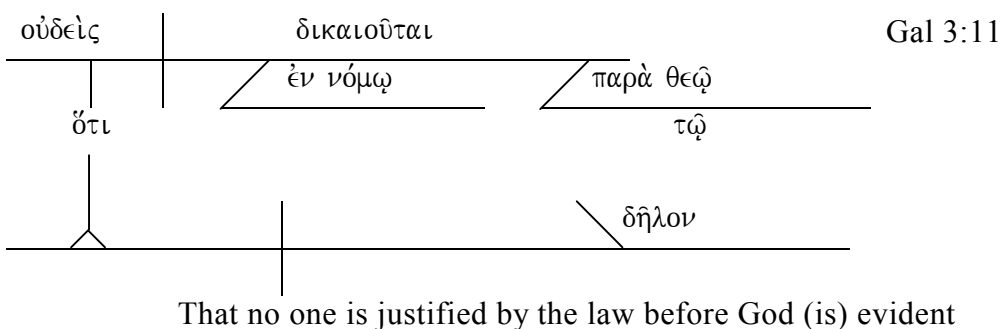 οὐδεὶς δικαιοῦται Gal 3:11
ἐν νόμῳ παρὰ θεῷ
ὅτι τῷ
δῆλον
That no one is justified by the law before God (is) evident